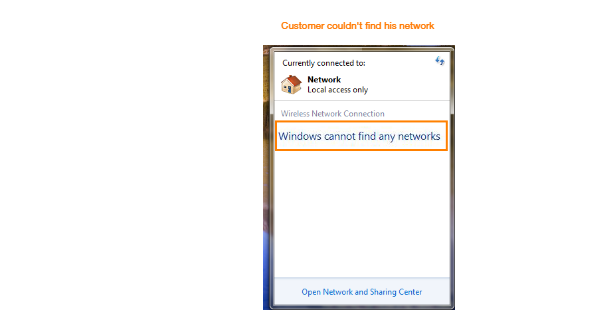 Customer couldn't find his network
Currently connected to:
Network
Local access only
Wireless Network Connection
Windows cannot find any networks
Open Network and Sharing Center